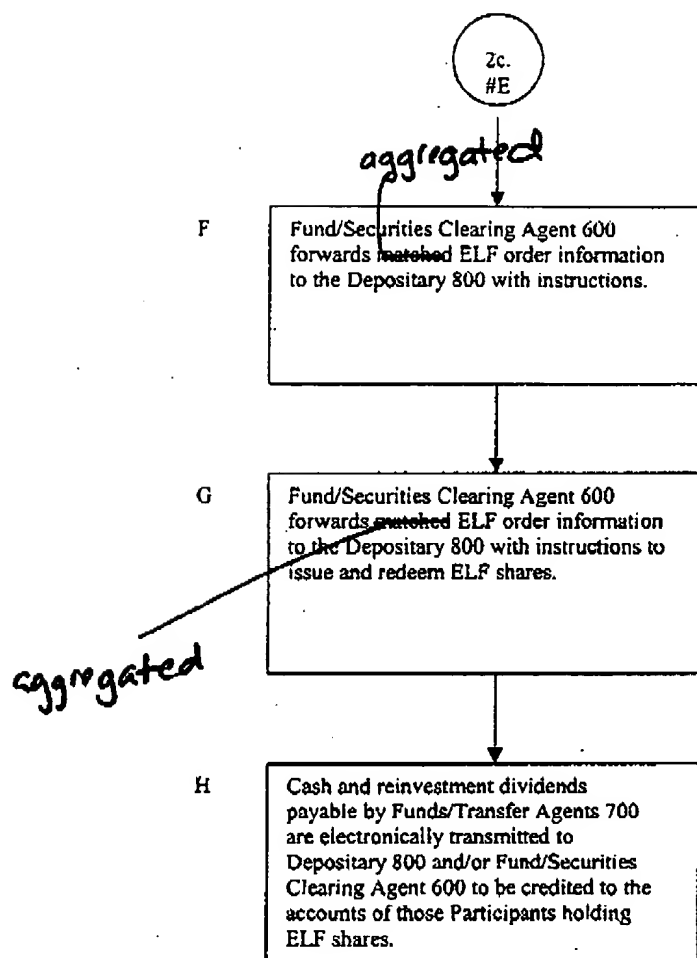 2c.
#E
aggregated
F
Fund/Securities Clearing Agent 600
forwards matched ELF order information
to the Depositary 800 with instructions.
G
Fund/Securities Clearing Agent 600
forwards matched ELF order information
to the Depositary 800 with instructions to
issue and redeem ELF shares.
aggregated
H
Cash and reinvestment dividends
payable by Funds/Transfer Agents 700
are electronically transmitted to
Depositary 800 and/or Fund/Securities
Clearing Agent 600 to be credited to the
accounts of those Participants holding
ELF shares.